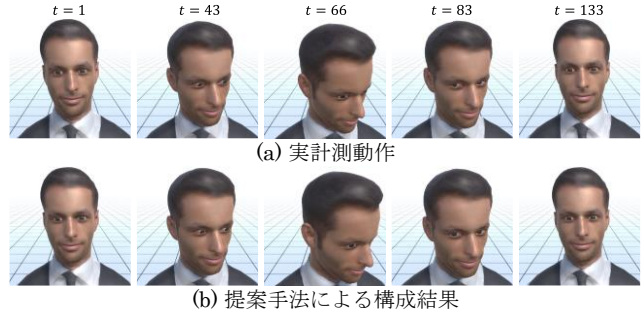 t = 1 t = 43 t = 66 t = 83 t = 133
(a) 実計測動作
(b) 提案手法による構成結果